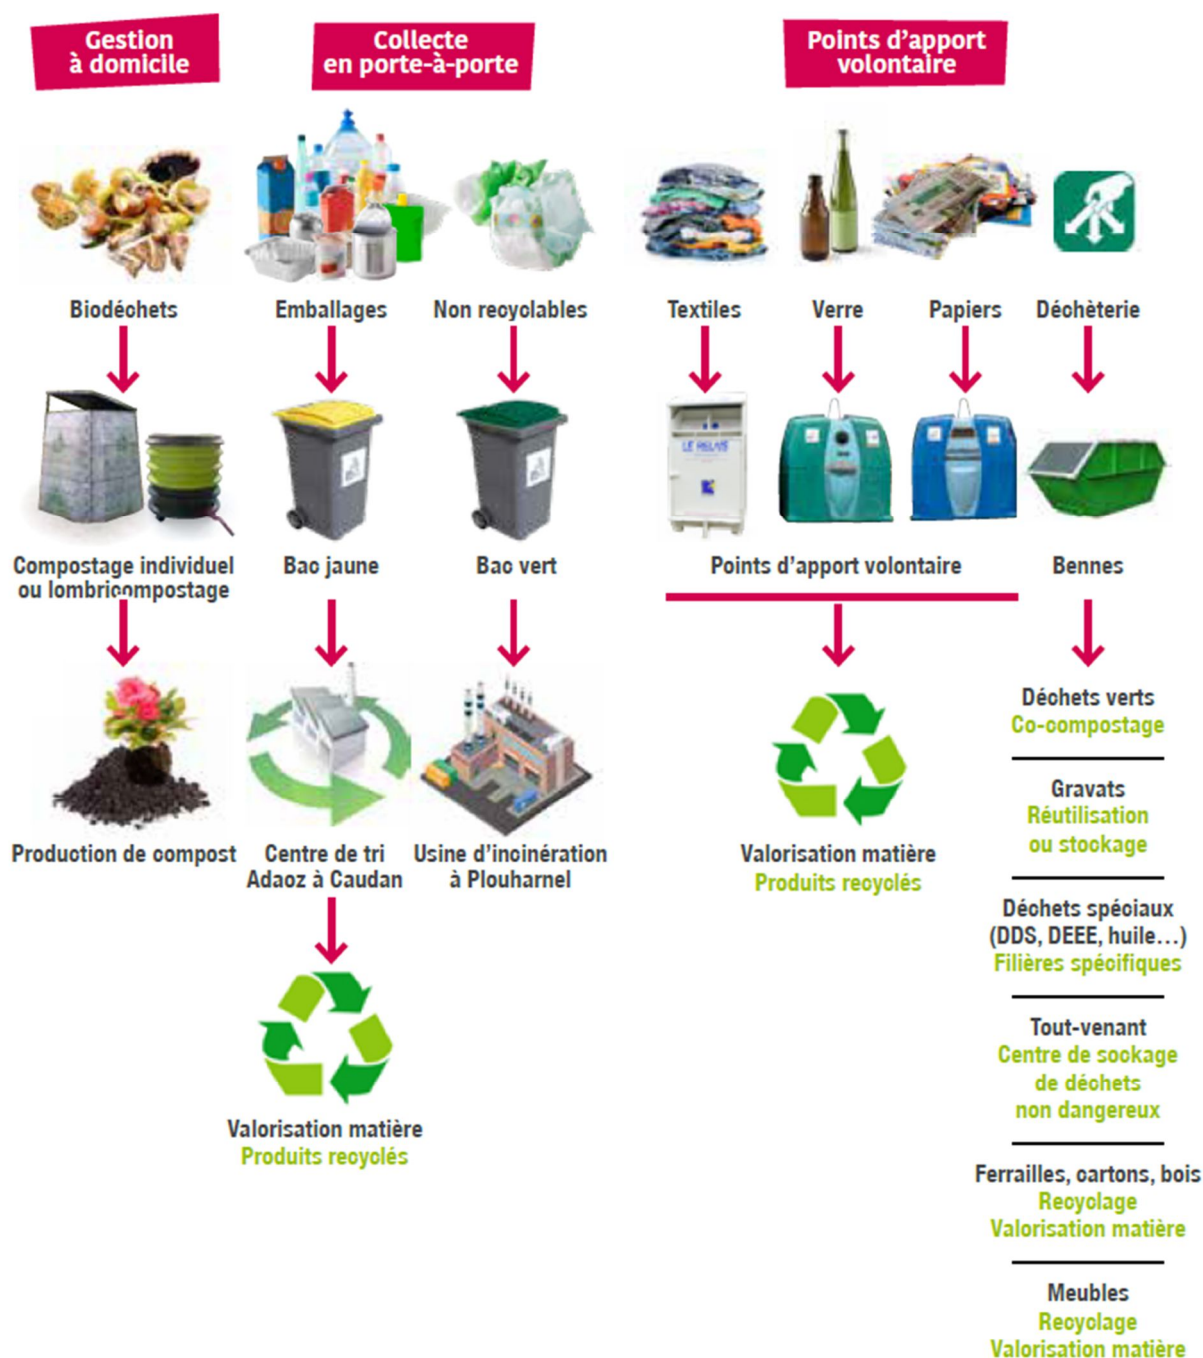 Gestion
à domicile
Collecte
en porte-à-porte
Points d'apport
volontaire
Biodéchets
Emballages
Non recyclables
Textiles
Verre
Papiers
Déchèterie
LE RELAIS
Compostage individuel
ou lombricompostage
Bac jaune
Bac vert
Points d'apport volontaire
Bennes
Production de compost
Centre de tri
Adaoz à Caudan
Usine d'incinération
à Plouharnel
Valorisation matière
Produits recyclés
Valorisation matière
Produits recyclés
Déchets verts
Co-compostage
Gravats
Réutilisation
ou stockage
Déchets spéciaux
(DDS, DEEE, huile...)
Filières spécifiques
Tout-venant
Centre de sockage
de déchets
non dangereux
Ferrailles, cartons, bois
Recyclage
Valorisation matière
Meubles
Recyclage
Valorisation matière